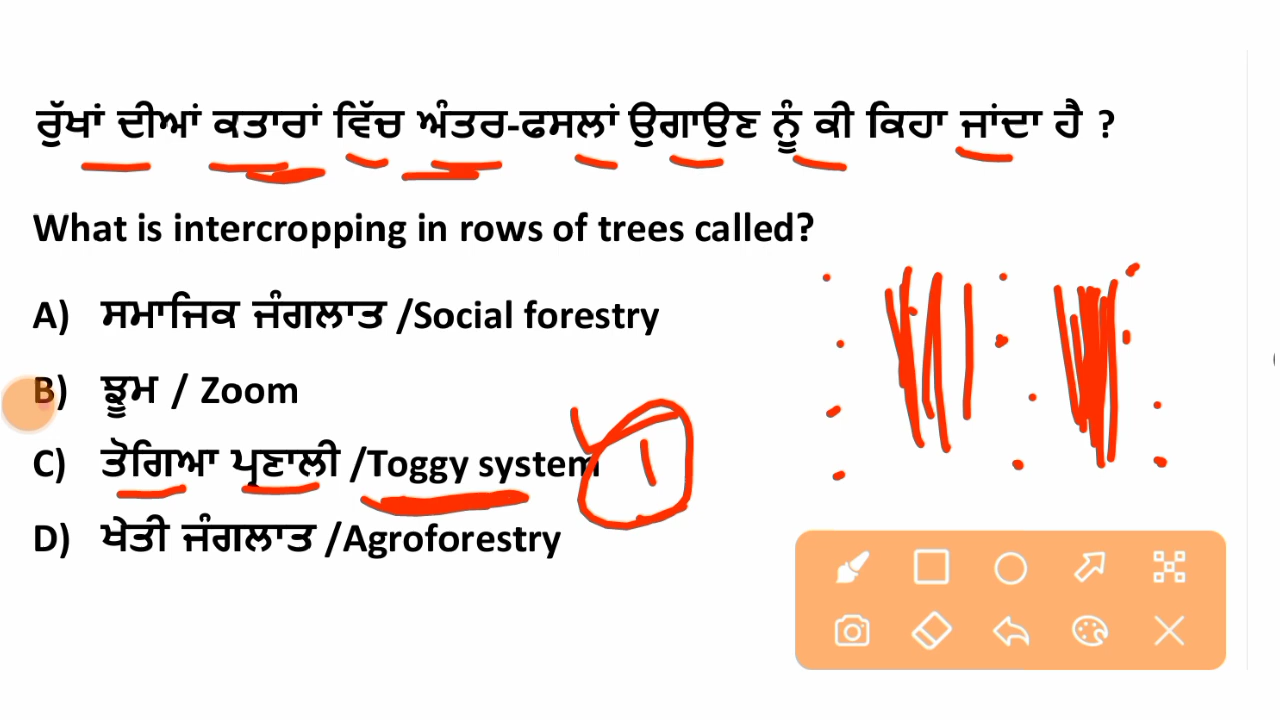 ਰੁੱਖਾਂ ਦੀਆਂ ਕਤਾਰਾਂ ਵਿੱਚ ਅੰਤਰ-ਫਸਲਾਂ ਉਗਾਉਣ ਨੂੰ ਕੀ ਕਿਹਾ ਜਾਂਦਾ ਹੈ ?
What is intercropping in rows of trees called?
A) ਸਮਾਜਿਕ ਜੰਗਲਾਤ /Social forestry
B) ਝੂਮ / Zoom
C) ਤੋਗਿਆ ਪ੍ਰਣਾਲੀ /Toggy system
D) ਖੇਤੀ ਜੰਗਲਾਤ /Agroforestry